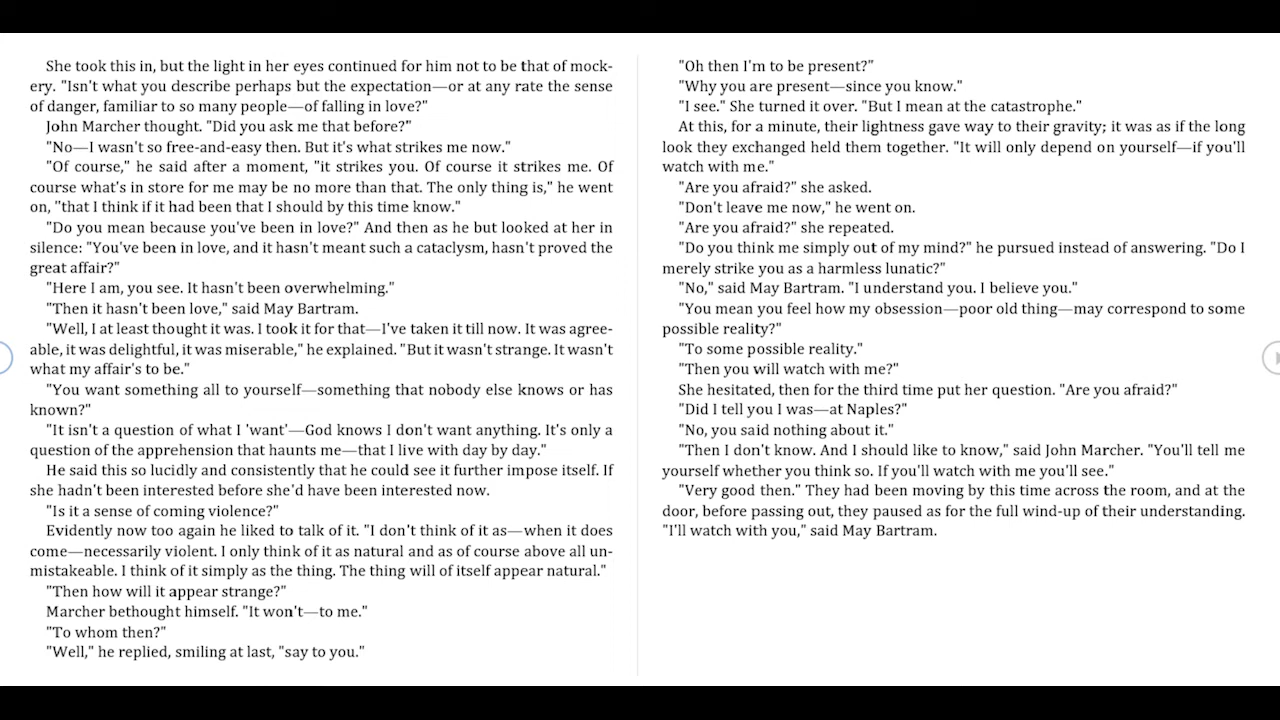 She took this in, but the light in her eyes continued for him not to be that of mock-
ery. "Isn't what you describe perhaps but the expectation—or at any rate the sense
of danger, familiar to so many people—of falling in love?"
John Marcher thought. "Did you ask me that before?"
"No—I wasn't so free-and-easy then. But it's what strikes me now."
"Of course," he said after a moment, "it strikes you. Of course it strikes me. Of
course what's in store for me may be no more than that. The only thing is," he went
on, "that I think if it had been that I should by this time know."
"Do you mean because you've been in love?" And then as he but looked at her in
silence: "You've been in love, and it hasn't meant such a cataclysm, hasn't proved the
great affair?"
"Here I am, you see. It hasn't been overwhelming."
"Then it hasn't been love," said May Bartram.
"Well, I at least thought it was. I took it for that—I've taken it till now. It was agree-
able, it was delightful, it was miserable," he explained. "But it wasn't strange. It wasn't
what my affair's to be."
"You want something all to yourself—something that nobody else knows or has
known?"
"It isn't a question of what I 'want'—God knows I don't want anything. It's only a
question of the apprehension that haunts me—that I live with day by day."
He said this so lucidly and consistently that he could see it further impose itself. If
she hadn't been interested before she'd have been interested now.
"Is it a sense of coming violence?"
Evidently now too again he liked to talk of it. "I don't think of it as—when it does
come—necessarily violent. I only think of it as natural and as of course above all un-
mistakeable. I think of it simply as the thing. The thing will of itself appear natural."
"Then how will it appear strange?"
Marcher bethought himself. "It won't—to me."
"To whom then?"
"Well," he replied, smiling at last, "say to you."
"Oh then I'm to be present?"
"Why you are present—since you know."
"I see." She turned it over. "But I mean at the catastrophe."
At this, for a minute, their lightness gave way to their gravity; it was as if the long
look they exchanged held them together. "It will only depend on yourself—if you'll
watch with me."
"Are you afraid?" she asked.
"Don't leave me now," he went on.
"Are you afraid?" she repeated.
"Do you think me simply out of my mind?" he pursued instead of answering. "Do I
merely strike you as a harmless lunatic?"
"No," said May Bartram. "I understand you. I believe you."
"You mean you feel how my obsession—poor old thing—may correspond to some
possible reality?"
"To some possible reality."
"Then you will watch with me?"
She hesitated, then for the third time put her question. "Are you afraid?"
"Did I tell you I was—at Naples?"
"No, you said nothing about it."
"Then I don't know. And I should like to know," said John Marcher. "You'll tell me
yourself whether you think so. If you'll watch with me you'll see."
"Very good then." They had been moving by this time across the room, and at the
door, before passing out, they paused as for the full wind-up of their understanding.
"I'll watch with you," said May Bartram.